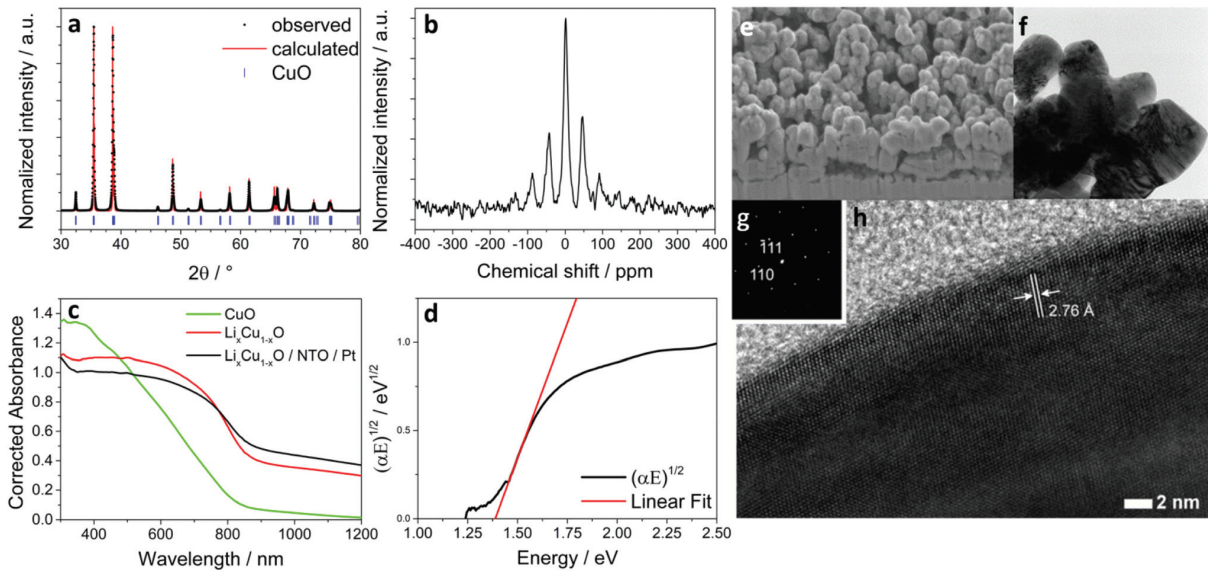 a
observed
calculated
CuO
Normalized intensity / a.u.
30 40 50 60 70 80
2θ / °
b
Normalized intensity / a.u.
-400 -300 -200 -100 0 100 200 300 400
Chemical shift / ppm
c
CuO
LiₓCu₁₋ₓO
LiₓCu₁₋ₓO / NTO / Pt
Corrected Absorbance
1.4
1.2
1.0
0.8
0.6
0.4
0.2
0.0
400 600 800 1000 1200
Wavelength / nm
d
(αE)^1/2 / eV^1/2
1.0
0.5
0.0
(αE)^1/2
Linear Fit
1.00 1.25 1.50 1.75 2.00 2.25 2.50
Energy / eV
e
f
g
1̄11
110
h
2.76 Å
2 nm